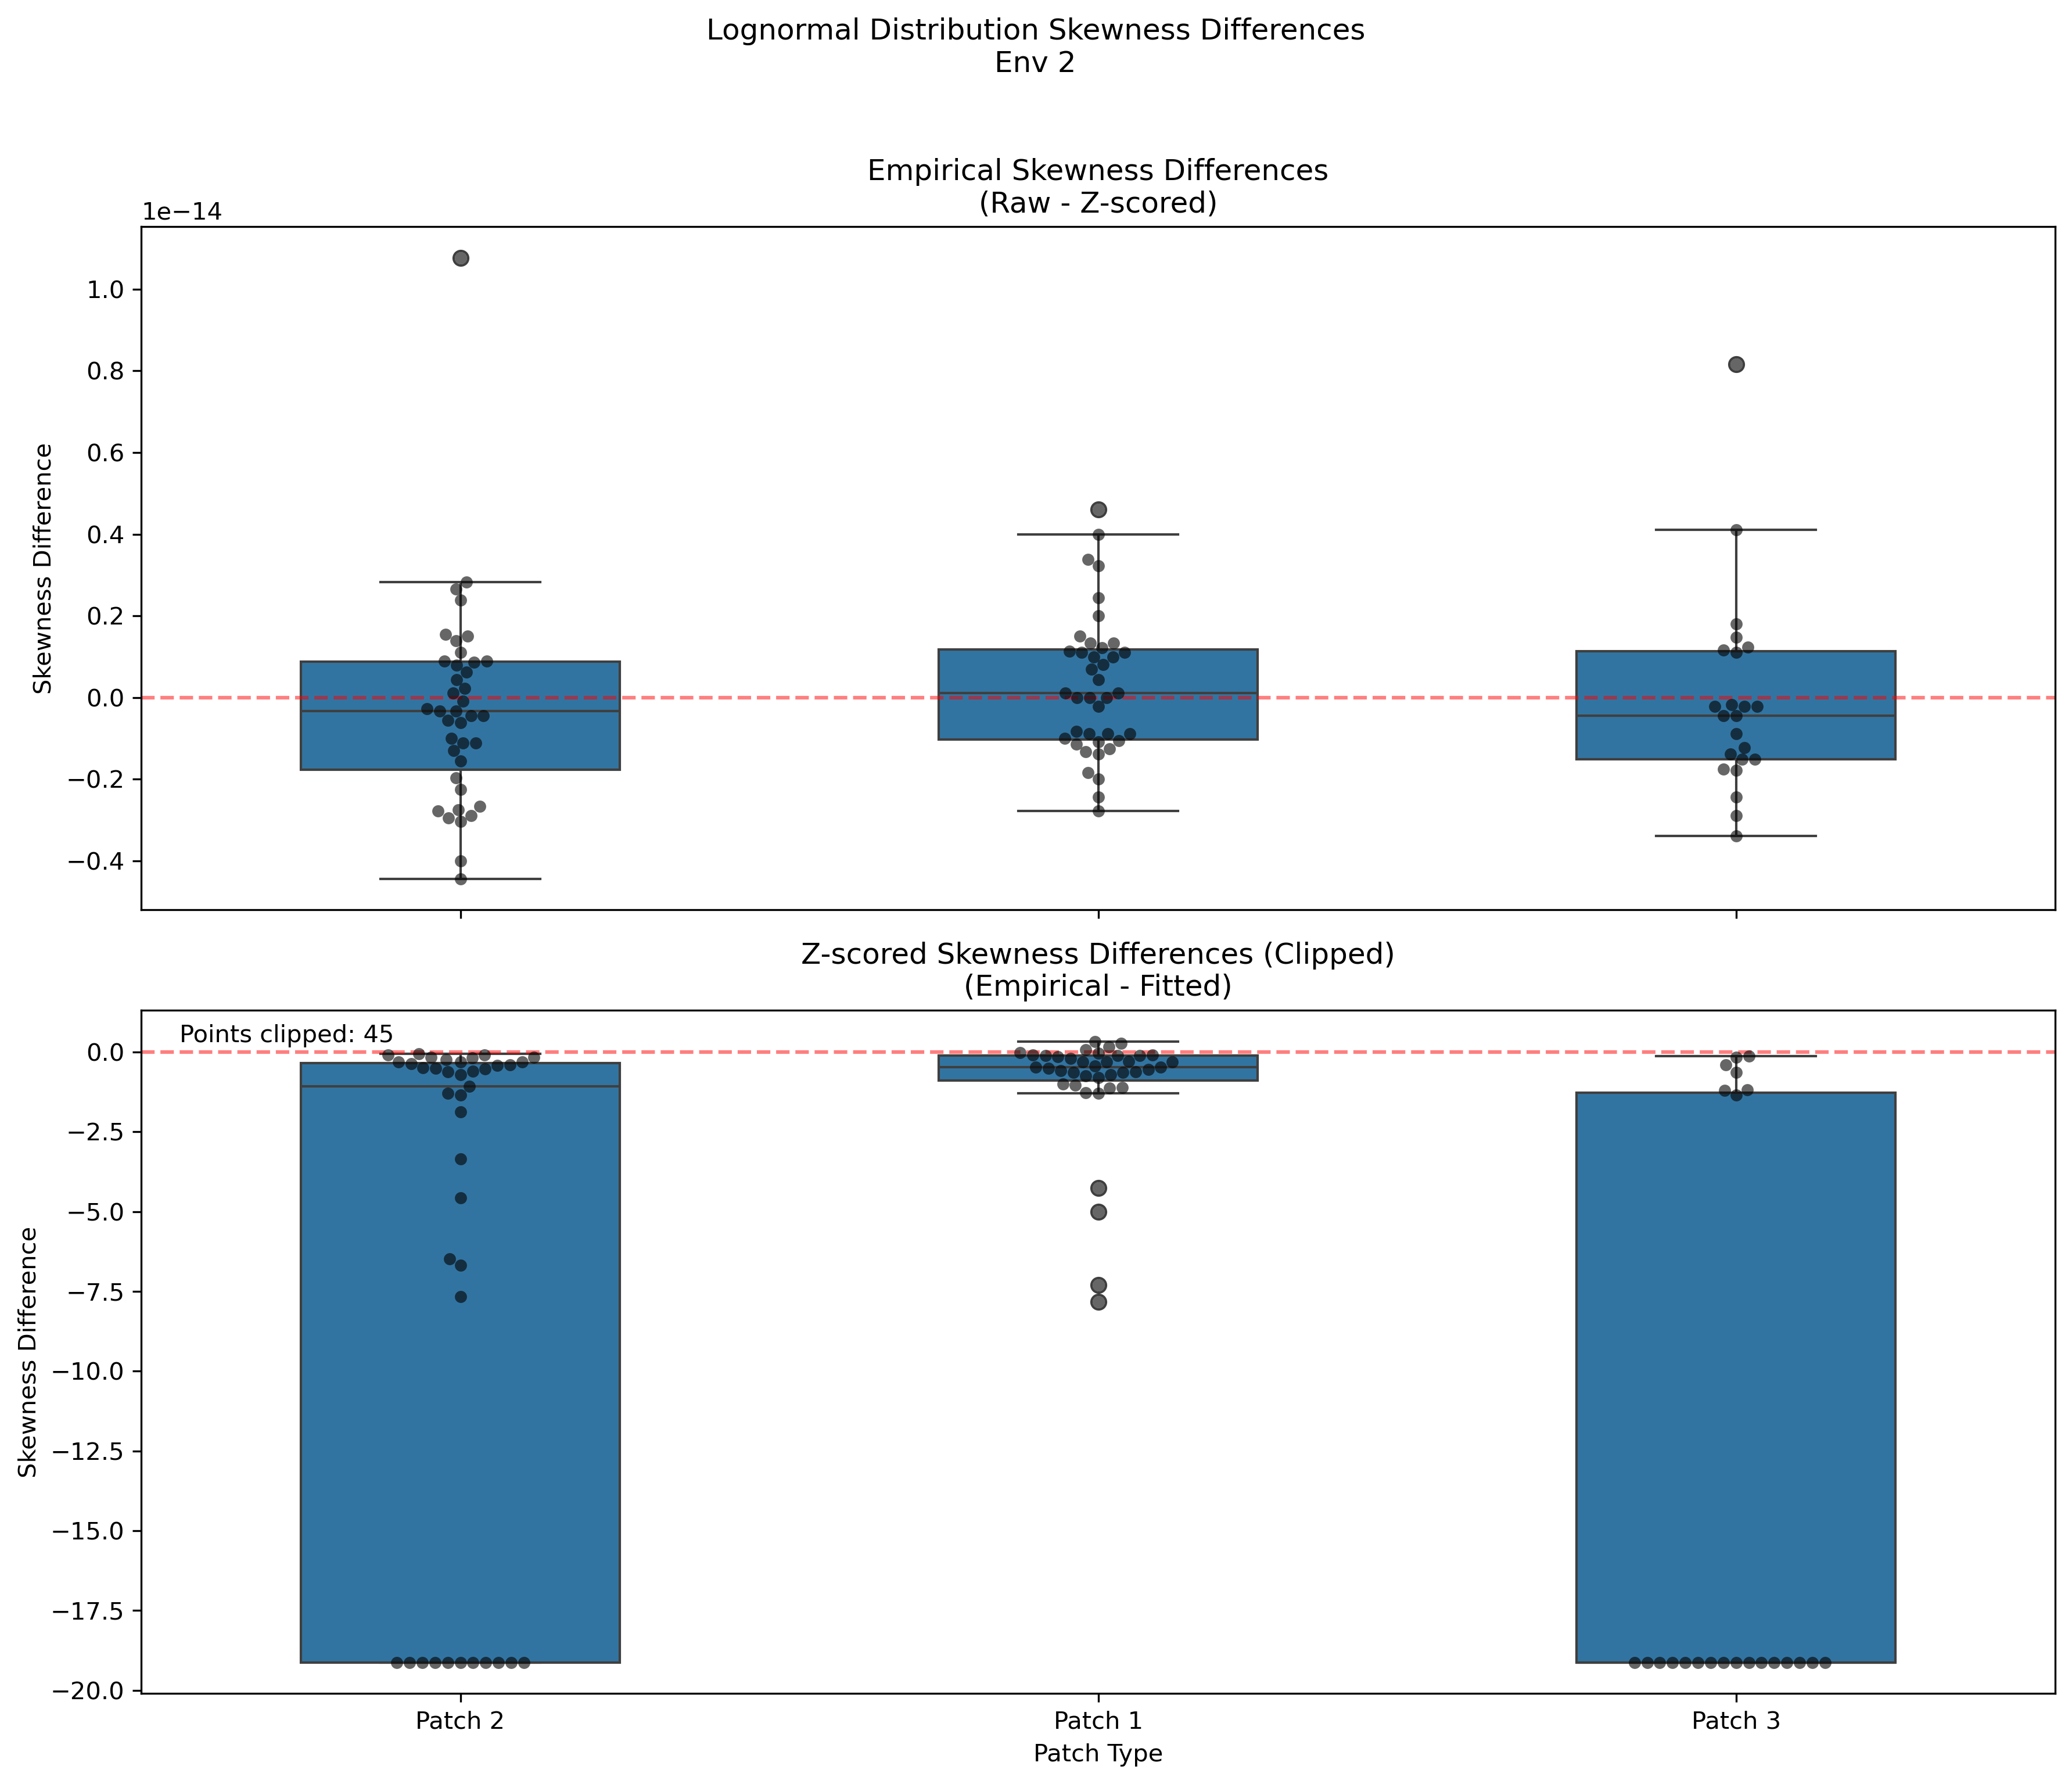 Lognormal Distribution Skewness Differences
Env 2
Empirical Skewness Differences
(Raw - Z-scored)
1e−14
1.0
0.8
0.6
0.4
0.2
0.0
−0.2
−0.4
Skewness Difference
Z-scored Skewness Differences (Clipped)
(Empirical - Fitted)
Points clipped: 45
0.0
−2.5
−5.0
−7.5
−10.0
−12.5
−15.0
−17.5
−20.0
Skewness Difference
Patch 2
Patch 1
Patch 3
Patch Type